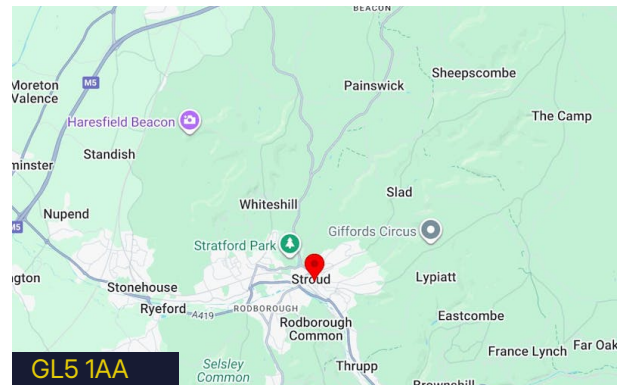 BEACON
Sheepscombe
Moreton
Valence
M5
Painswick
Haresfield Beacon
The Camp
minster
Standish
Slad
Whiteshill
Nupend
M5
Giffords Circus
Stratford Park
Stroud
Lypiatt
Stonehouse
Ryeford
A419
RODBOROUGH
Eastcombe
Rodborough
Common
France Lynch
Far Oak
Selsley
Common
Thrupp
Brownshill
GL5 1AA